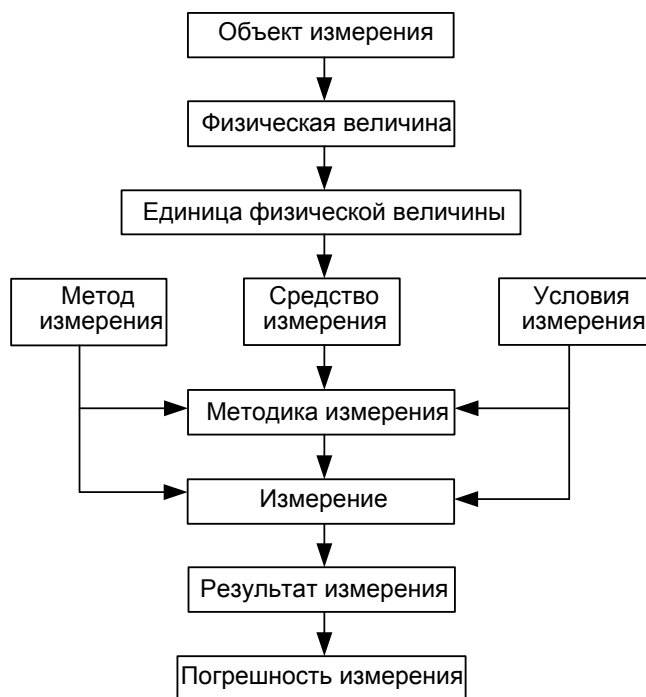 Объект измерения
Физическая величина
Единица физической величины
Метод
измерения
Средство
измерения
Условия
измерения
Методика измерения
Измерение
Результат измерения
Погрешность измерения